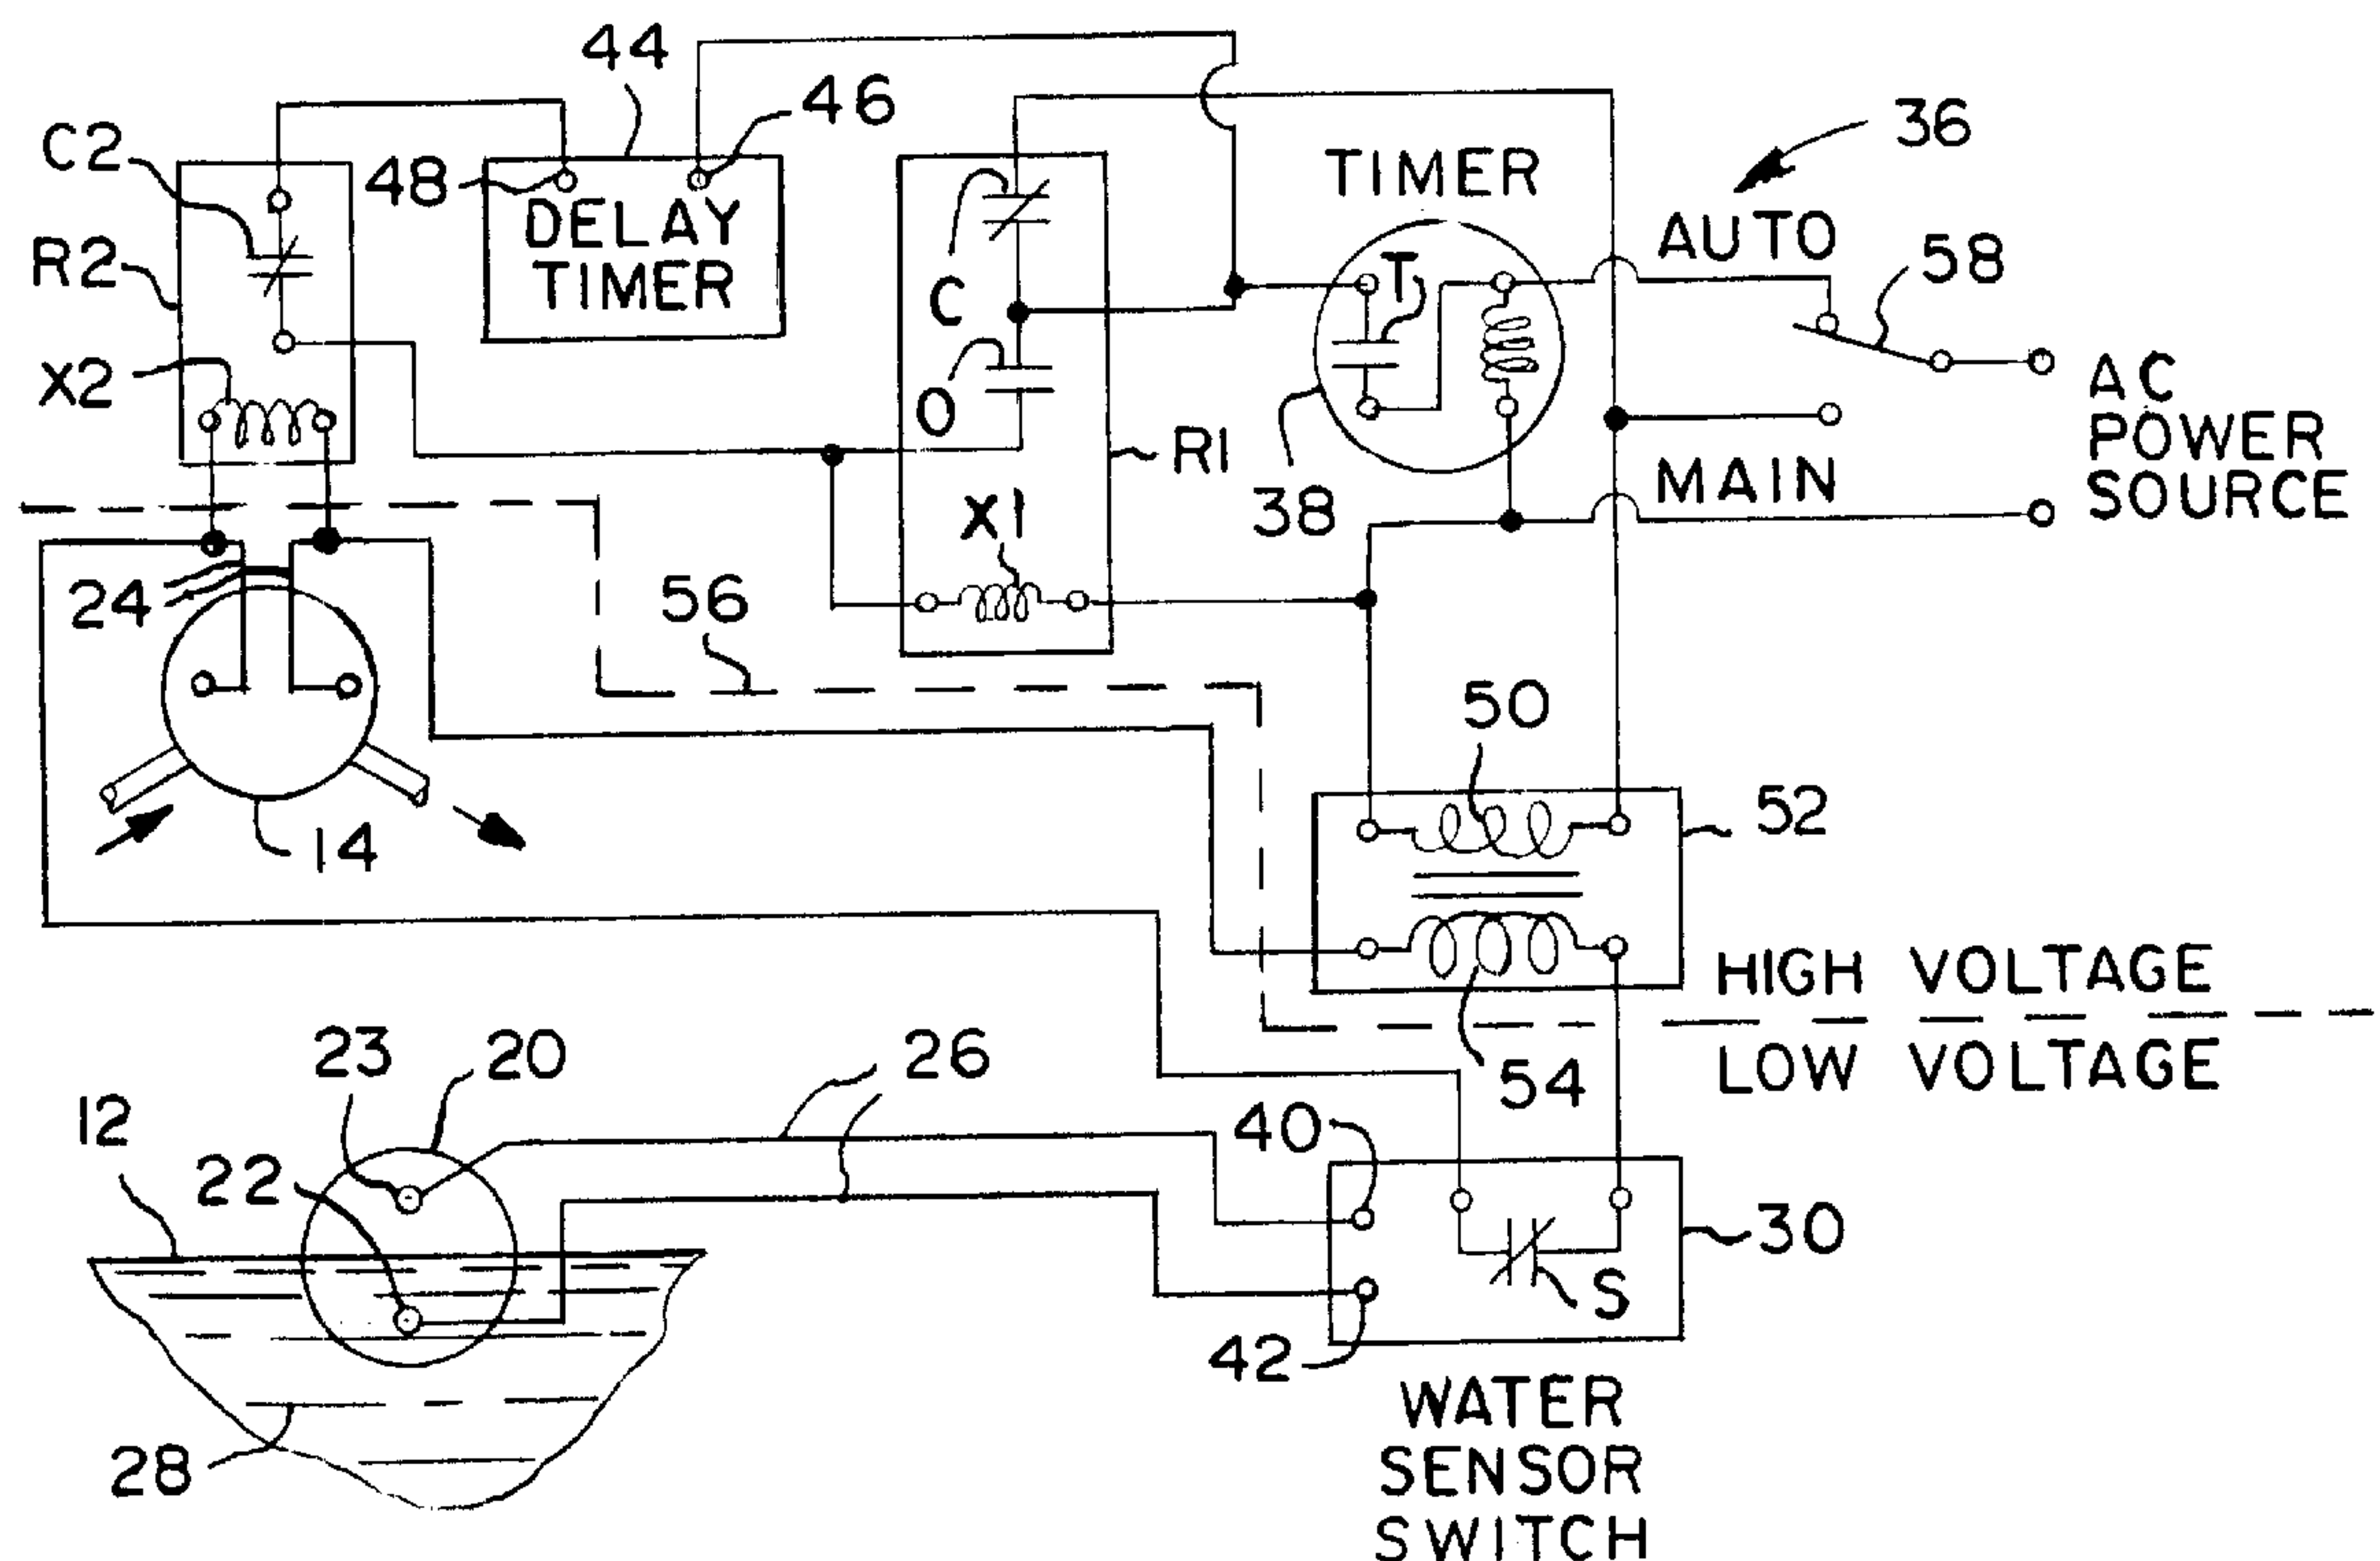 44
46
C2
48
DELAY
TIMER
R2
X2
C
O
R1
X1
TIMER
T
38
36
AUTO
58
AC
POWER
SOURCE
MAIN
24
56
14
50
52
54
HIGH VOLTAGE
LOW VOLTAGE
23
20
26
12
22
28
40
42
30
S
WATER
SENSOR
SWITCH